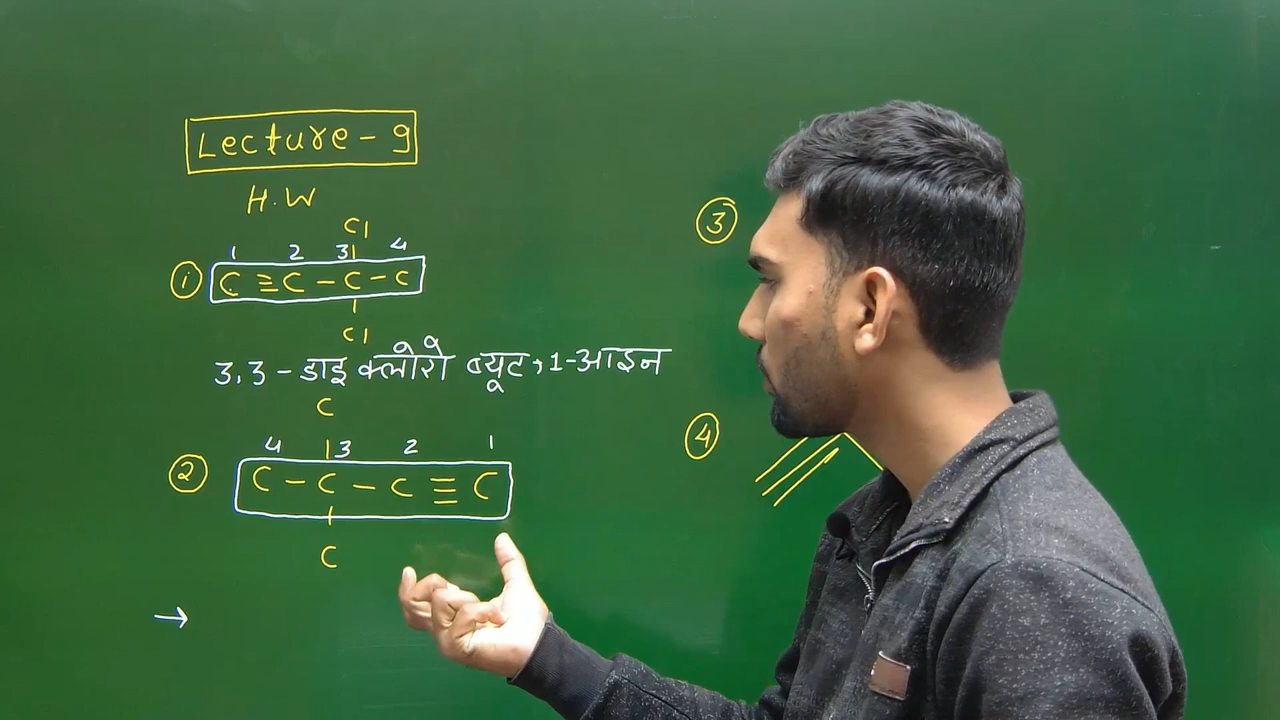 Lecture - 9
H.W
Cl
1 2 3 4
① C ≡ C - C - C
Cl
3,3 - डाइ क्लोरो ब्यूट, 1-आइन
C
4 3 2 1
② C - C - C ≡ C
C
→
③
④